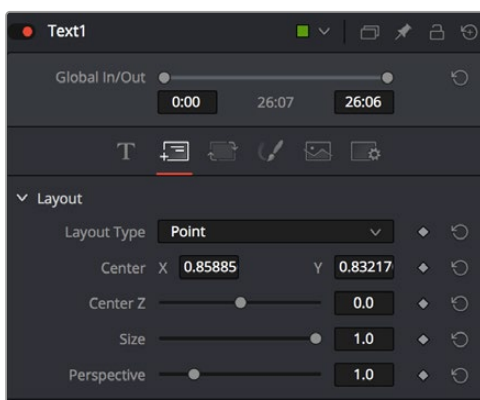 Text1
Global In/Out
0:00 26:07 26:06
T
Layout
Layout Type Point
Center X 0.85885 Y 0.83217
Center Z 0.0
Size 1.0
Perspective 1.0